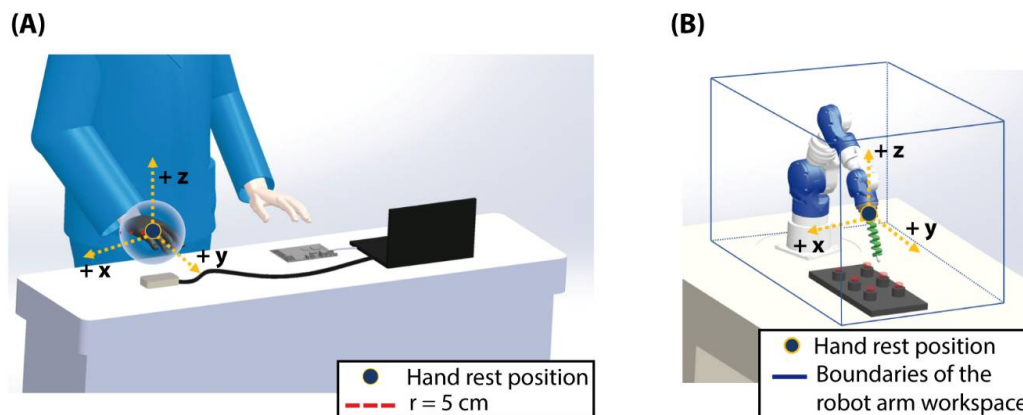 (A)
+ z
+ x
+ y
Hand rest position
r = 5 cm
(B)
+ z
+ x
+ y
Hand rest position
Boundaries of the
robot arm workspace